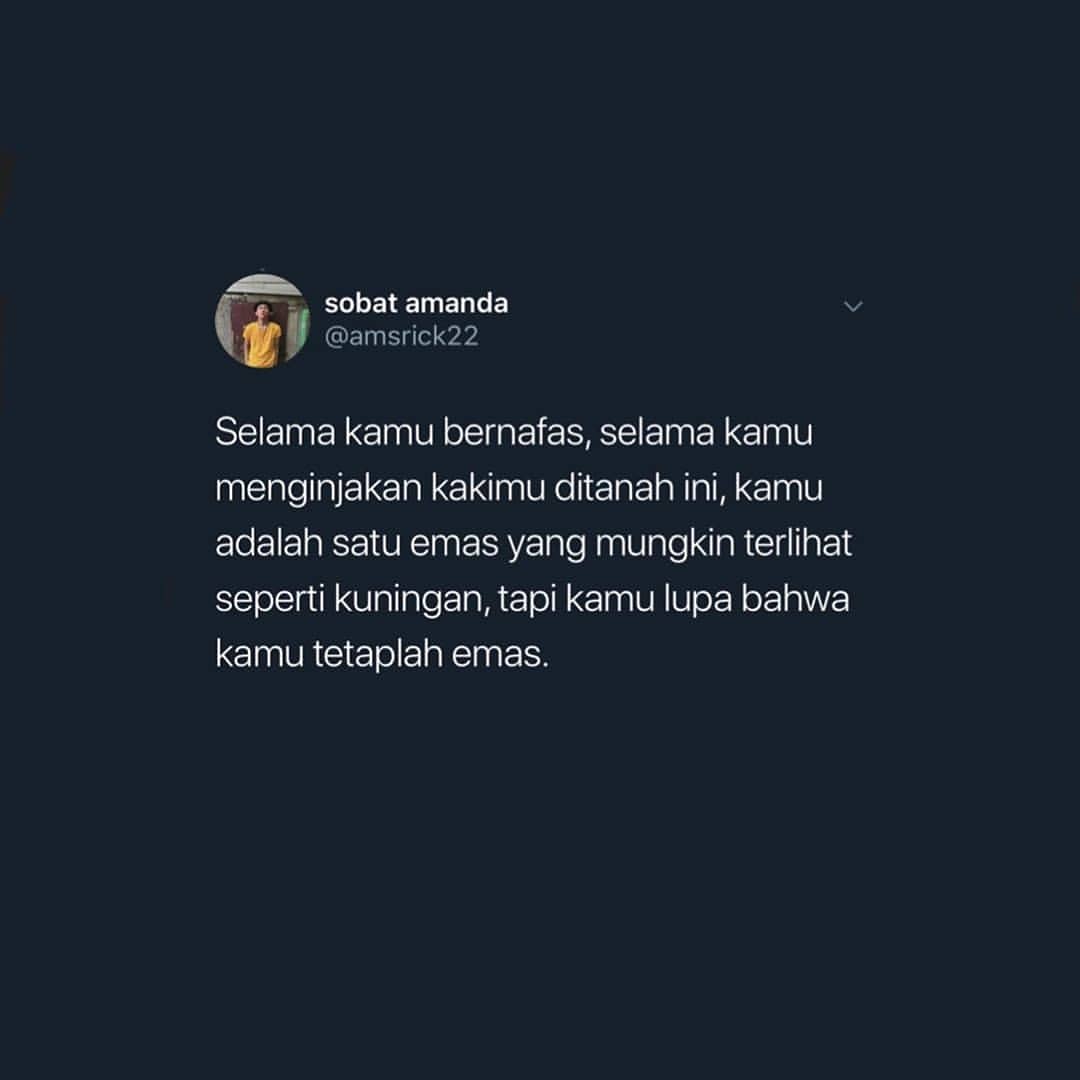 sobat amanda
@amsrick22
Selama kamu bernafas, selama kamu
menginjakan kakimu ditanah ini, kamu
adalah satu emas yang mungkin terlihat
seperti kuningan, tapi kamu lupa bahwa
kamu tetaplah emas.